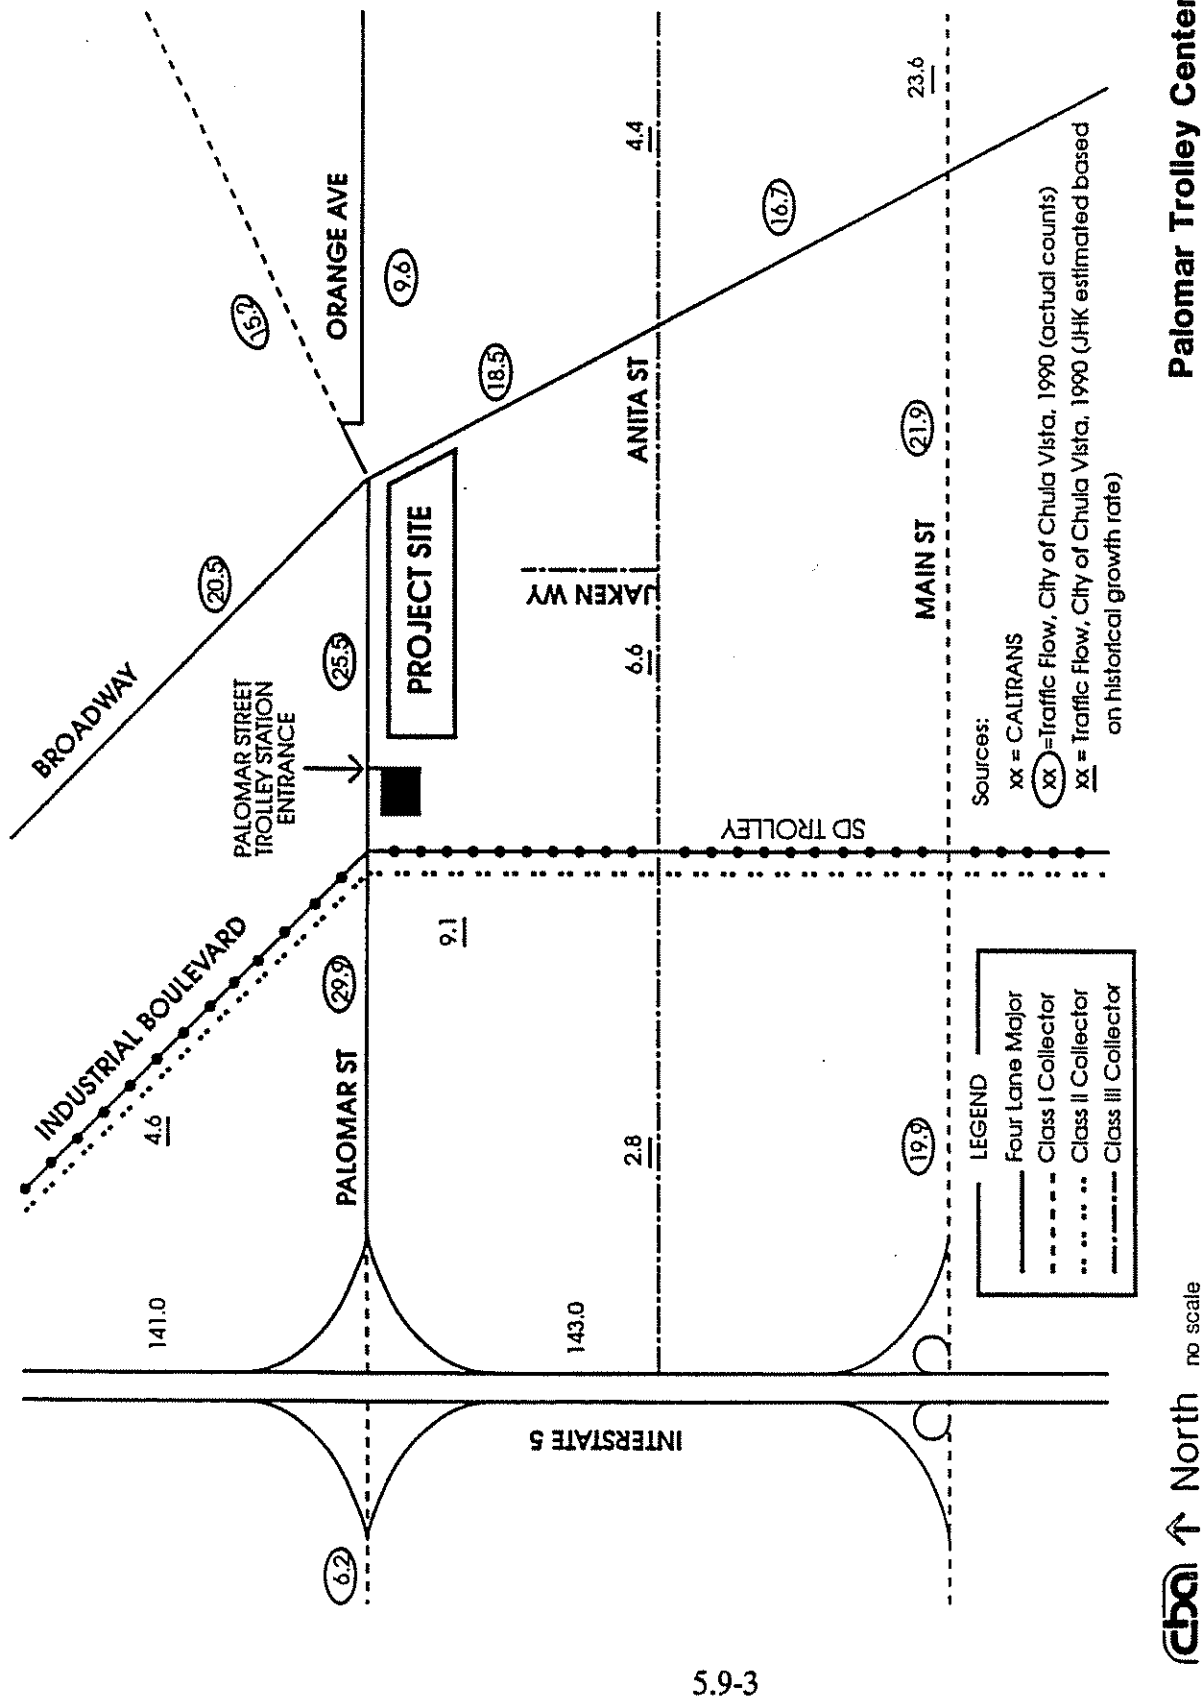 BROADWAY
20.5
15.2
ORANGE AVE
9.6
PALOMAR STREET
TROLLEY STATION
ENTRANCE
25.5
18.5
PROJECT SITE
INDUSTRIAL BOULEVARD
4.6
PALOMAR ST
29.9
9.1
6.2
141.0
143.0
INTERSTATE 5
JAKEN WY
ANITA ST
2.8
6.6
4.4
16.7
SD TROLLEY
MAIN ST
19.9
21.9
23.6
LEGEND
Four Lane Major
Class I Collector
Class II Collector
Class III Collector
Sources:
xx = CALTRANS
xx =Traffic Flow, City of Chula Vista, 1990 (actual counts)
xx = Traffic Flow, City of Chula Vista, 1990 (JHK estimated based
on historical growth rate)
cba North no scale
Palomar Trolley Center
5.9-3